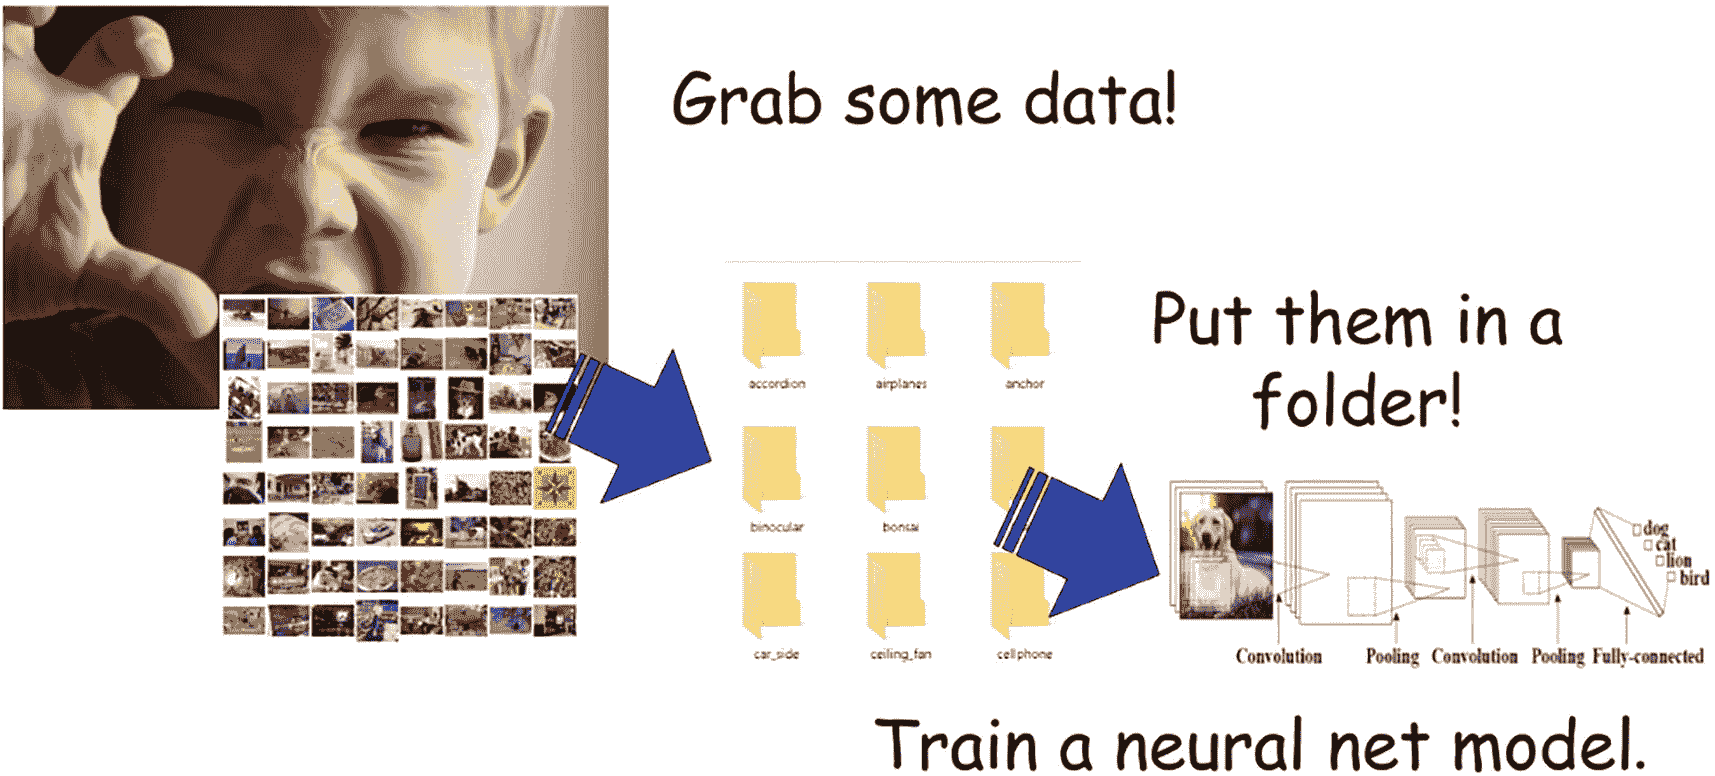 Grab some data!
accordion airplanes anchor
Put them in a
folder!
binocular bonsai
car_side ceiling_fan cellphone
dog
cat
lion
bird
Convolution Pooling Convolution Pooling Fully-connected
Train a neural net model.